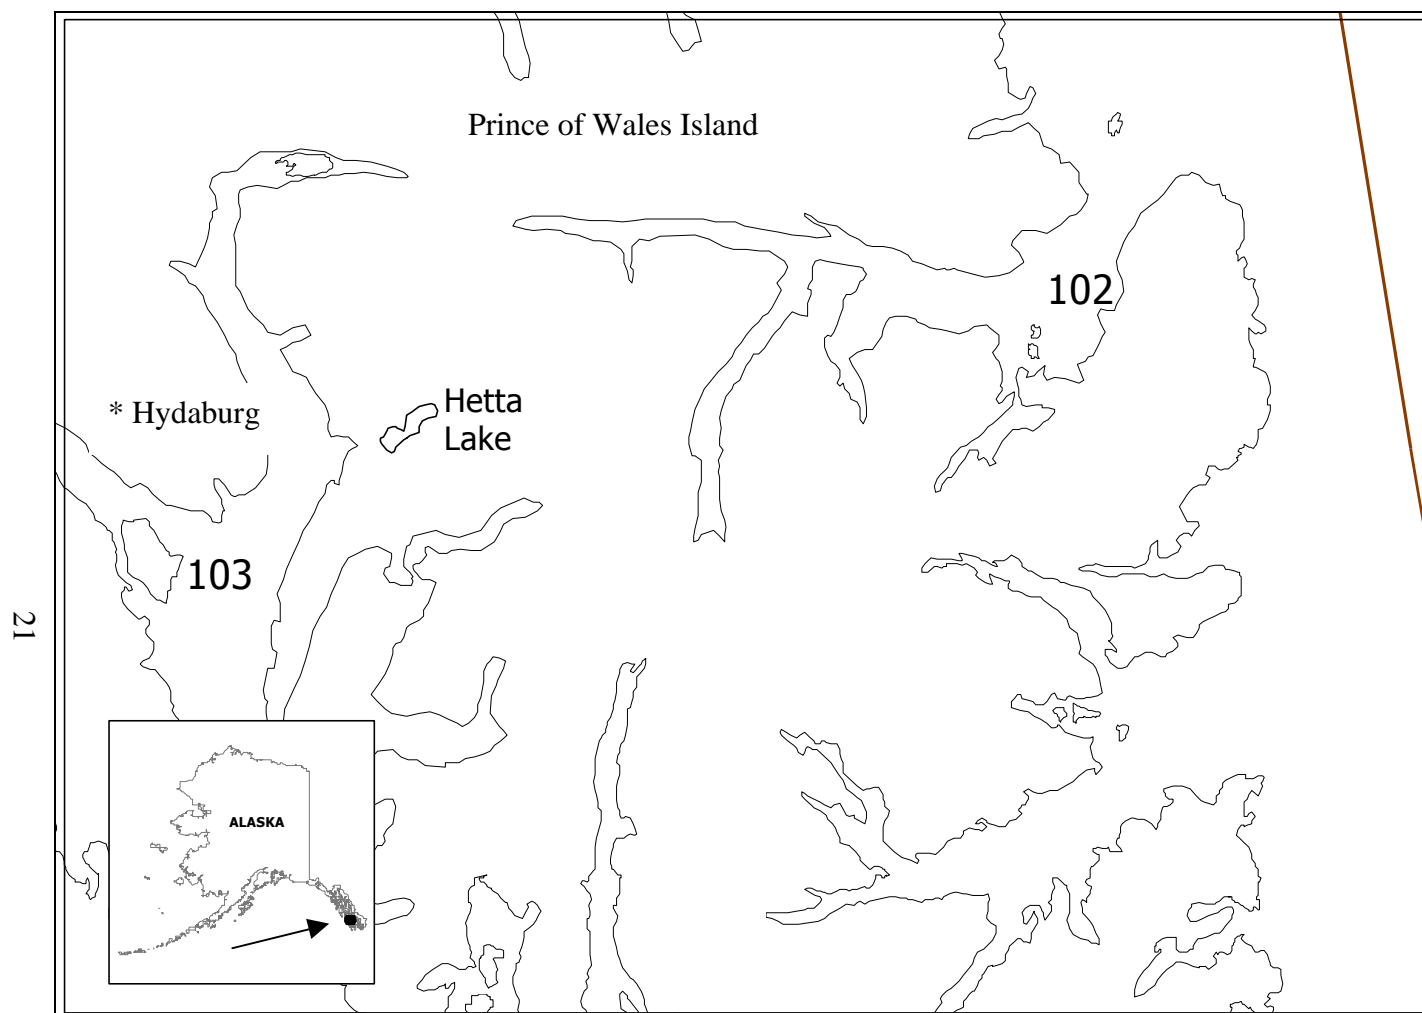 Prince of Wales Island
102
Hetta
Lake
* Hydaburg
103
21
ALASKA